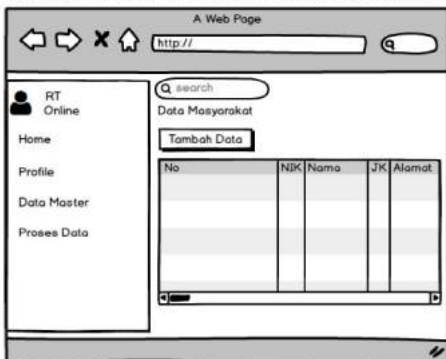 A Web Page
http://
RT
Online
Home
Profile
Data Master
Proses Data
search
Data Masyarakat
Tambah Data
No NIK Nama JK Alamat